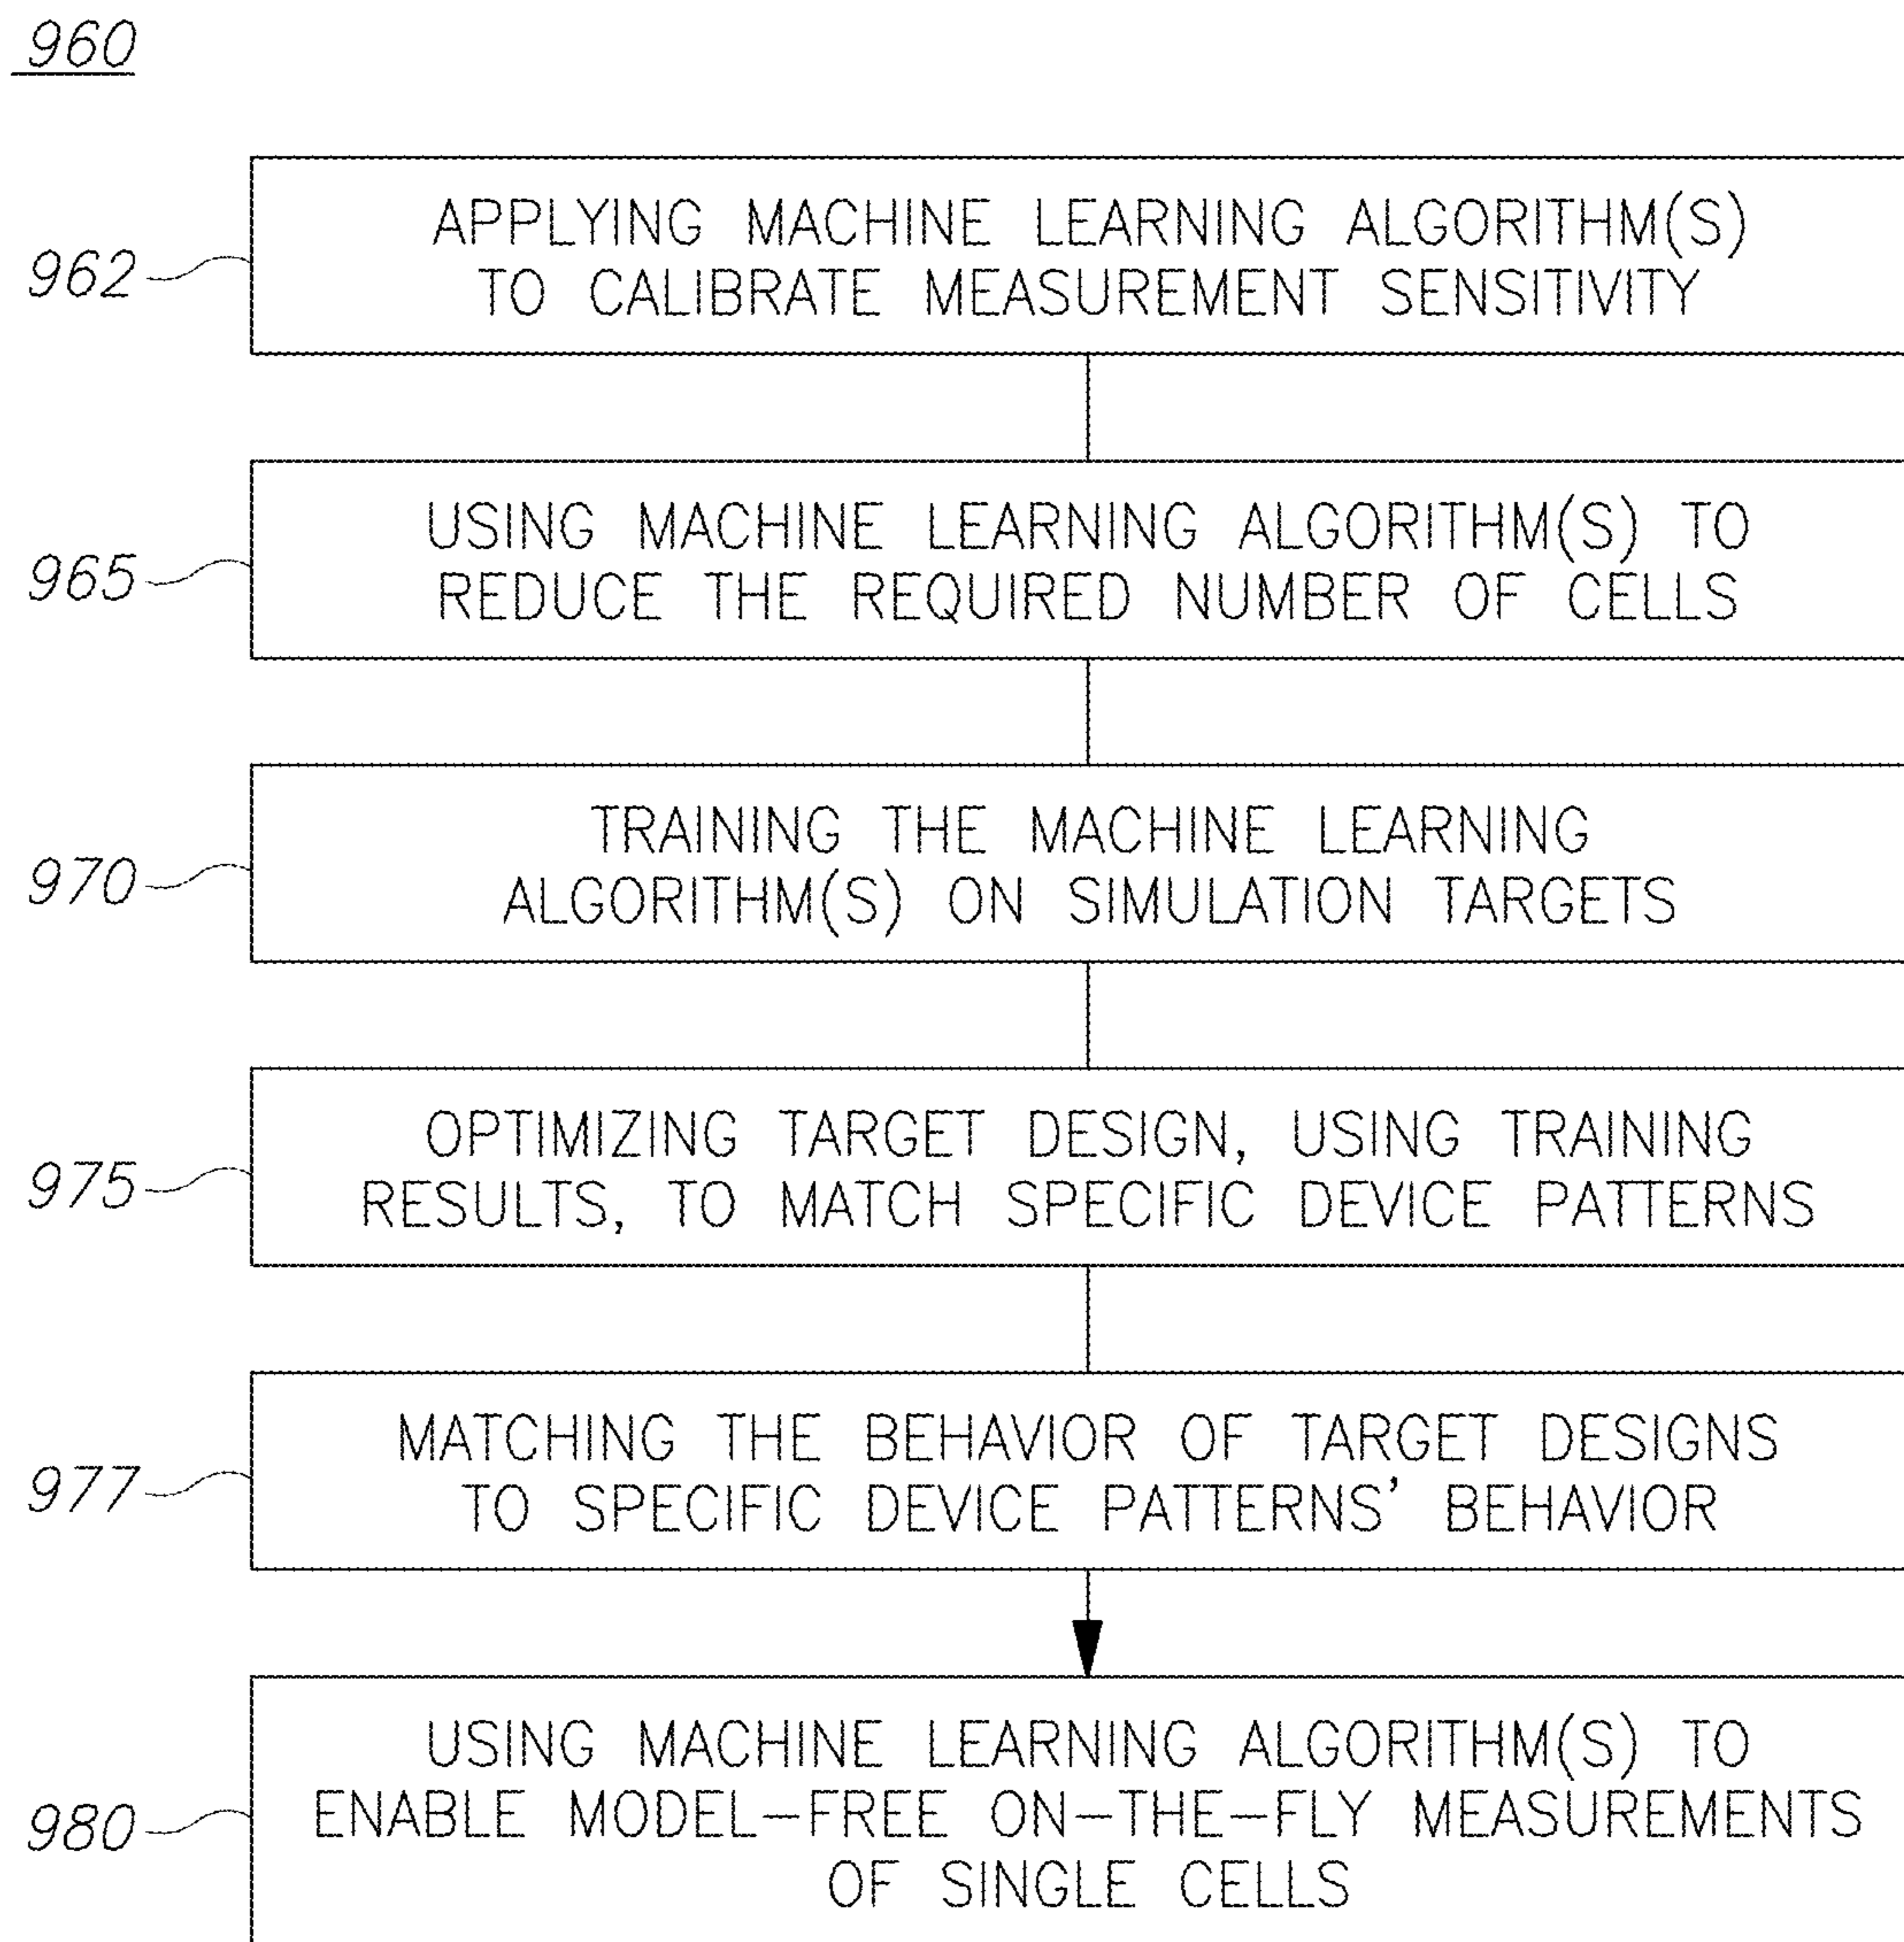 960
962
APPLYING MACHINE LEARNING ALGORITHM(S)
TO CALIBRATE MEASUREMENT SENSITIVITY
965
USING MACHINE LEARNING ALGORITHM(S) TO
REDUCE THE REQUIRED NUMBER OF CELLS
970
TRAINING THE MACHINE LEARNING
ALGORITHM(S) ON SIMULATION TARGETS
975
OPTIMIZING TARGET DESIGN, USING TRAINING
RESULTS, TO MATCH SPECIFIC DEVICE PATTERNS
977
MATCHING THE BEHAVIOR OF TARGET DESIGNS
TO SPECIFIC DEVICE PATTERNS' BEHAVIOR
980
USING MACHINE LEARNING ALGORITHM(S) TO
ENABLE MODEL-FREE ON-THE-FLY MEASUREMENTS
OF SINGLE CELLS